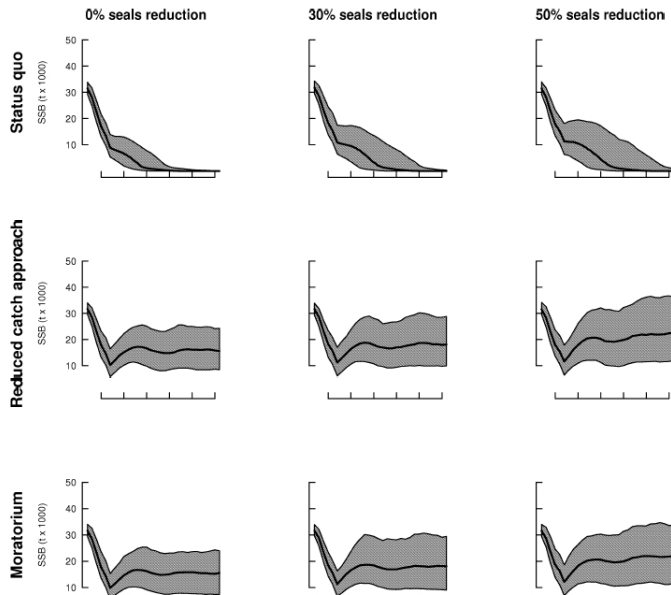 0% seals reduction 30% seals reduction 50% seals reduction
Status quo
SSB (t x 1000)
50
40
30
20
10
Reduced catch approach
SSB (t x 1000)
50
40
30
20
10
Moratorium
SSB (t x 1000)
50
40
30
20
10